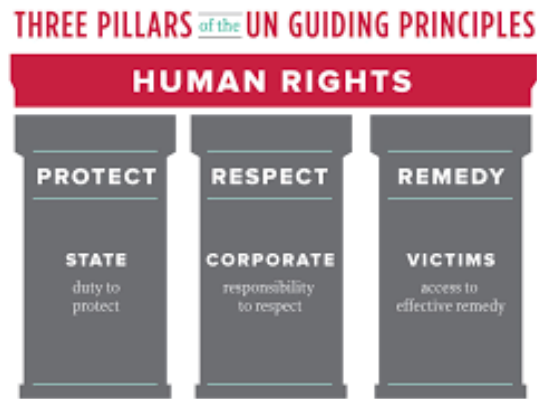 THREE PILLARS of the UN GUIDING PRINCIPLES
HUMAN RIGHTS
PROTECT
STATE
duty to
protect
RESPECT
CORPORATE
responsibility
to respect
REMEDY
VICTIMS
access to
effective remedy